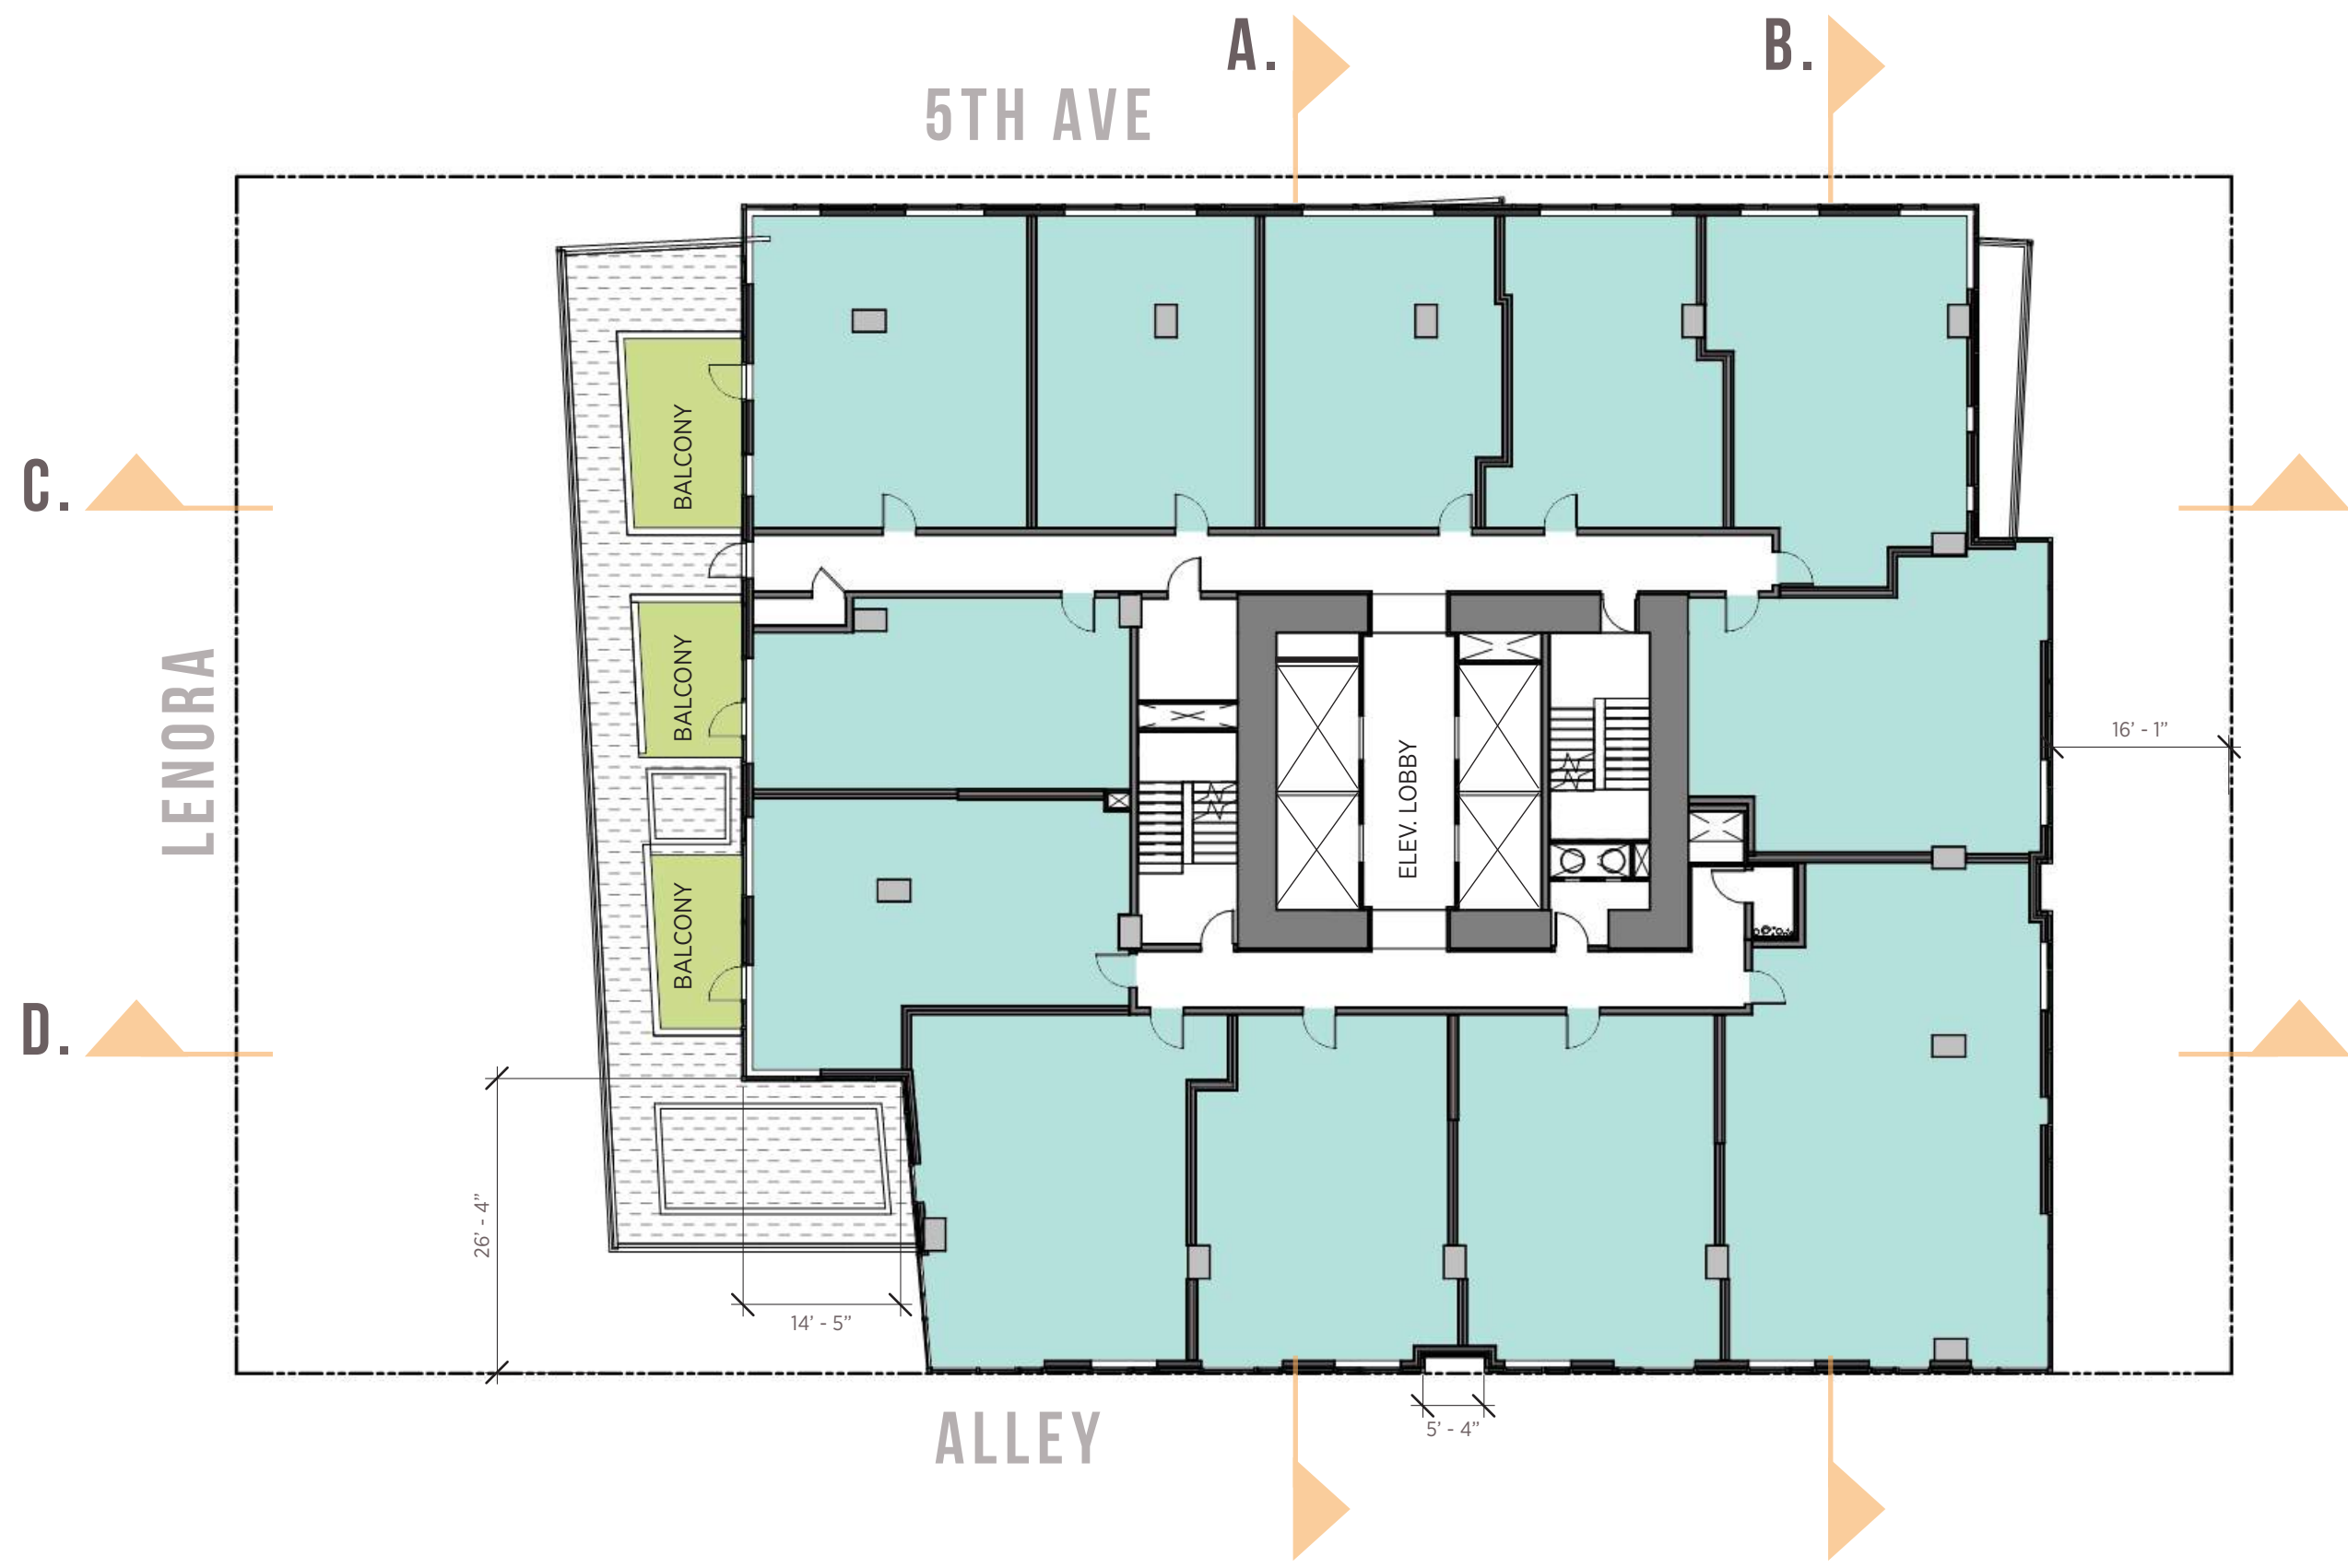 A.
B.
5TH AVE
BALCONY
C.
LENORA
BALCONY
ELEV. LOBBY
16' - 1"
BALCONY
D.
26' - 4"
14' - 5"
ALLEY
5' - 4"